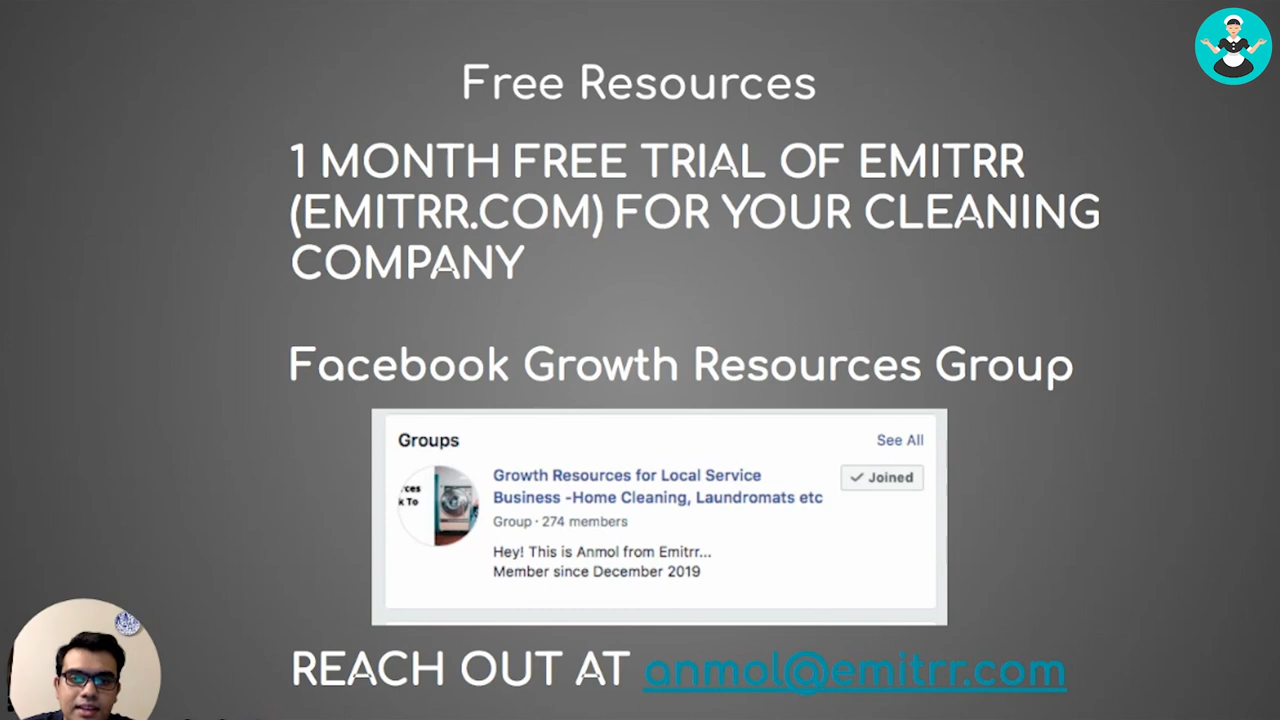 Free Resources
1 MONTH FREE TRIAL OF EMITRR
(EMITRR.COM) FOR YOUR CLEANING
COMPANY
Facebook Growth Resources Group
Groups
See All
Growth Resources for Local Service
Business -Home Cleaning, Laundromats etc
Joined
Group · 274 members
Hey! This is Anmol from Emitrr...
Member since December 2019
k To
REACH OUT AT anmol@emitrr.com